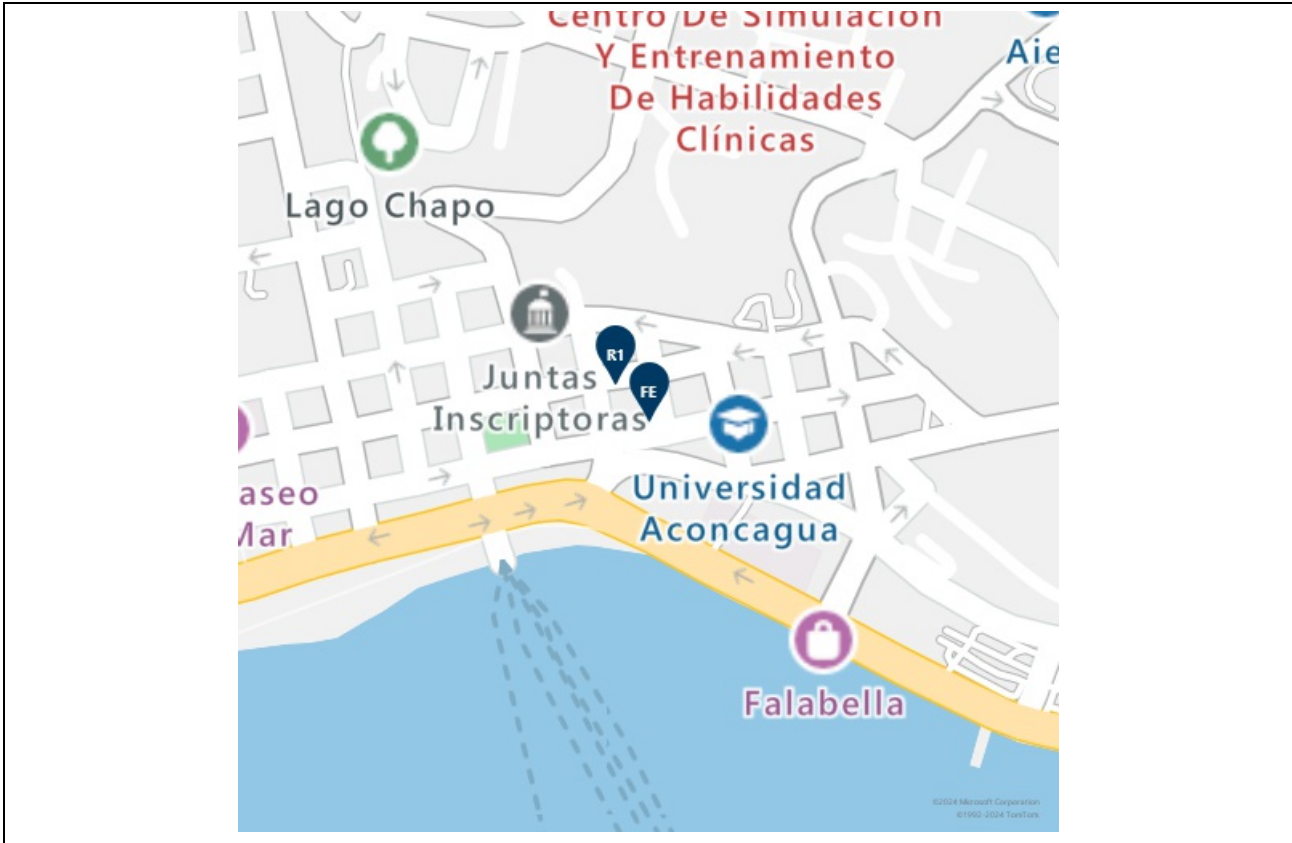 Centro De Simulación
Y Entrenamiento
De Habilidades
Clínicas
Aie
Lago Chapo
R1
FE
Juntas
Inscriptoras
Universidad
Aconcagua
aseo
Mar
Falabella
©2024 Microsoft Corporation
©1992-2024 TomTom